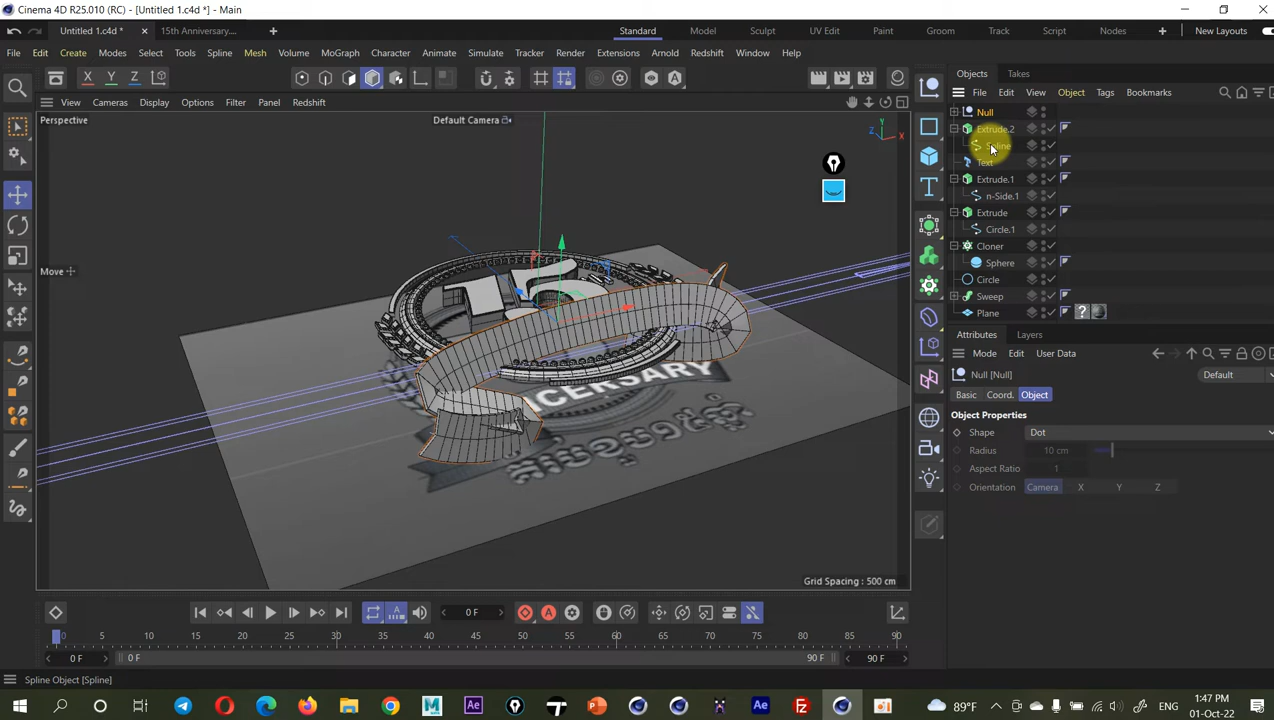 Cinema 4D R25.010 (RC) - [Untitled 1.c4d *] - Main
Untitled 1.c4d * 15th Anniversary.... Standard Model Sculpt UV Edit Paint Groom Track Script Nodes New Layouts
File Edit Create Modes Select Tools Spline Mesh Volume MoGraph Character Animate Simulate Tracker Render Extensions Arnold Redshift Window Help
X Y Z
Objects Takes
View Cameras Display Options Filter Panel Redshift
File Edit View Object Tags Bookmarks
Perspective
Default Camera
Null
Extrude.2
Spline
Text
Extrude.1
n-Side.1
Extrude
Circle.1
Cloner
Sphere
Circle
Sweep
Plane
Move
Y
Z
X
Attributes Layers
Mode Edit User Data
Null [Null]
Default
Basic Coord. Object
Object Properties
Shape Dot
Radius 10 cm
Aspect Ratio 1
Orientation Camera X Y Z
Grid Spacing : 500 cm
0 F
0 5 10 15 20 25 30 35 40 45 50 55 60 65 70 75 80 85 90
0 F 0 F 90 F 90 F
Spline Object [Spline]
89°F
ENG
1:47 PM
01-Oct-22